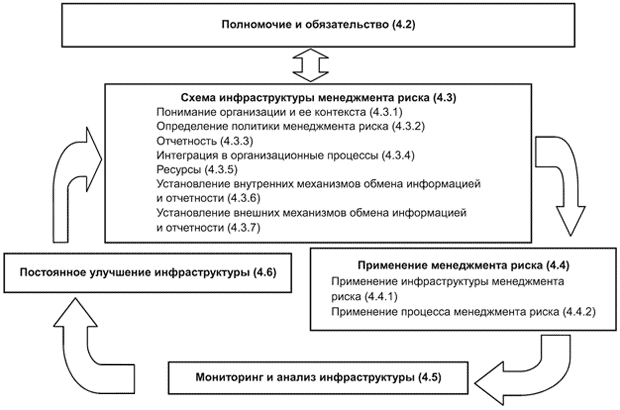 Полномочие и обязательство (4.2)
Схема инфраструктуры менеджмента риска (4.3)
Понимание организации и ее контекста (4.3.1)
Определение политики менеджмента риска (4.3.2)
Отчетность (4.3.3)
Интеграция в организационные процессы (4.3.4)
Ресурсы (4.3.5)
Установление внутренних механизмов обмена информацией
и отчетности (4.3.6)
Установление внешних механизмов обмена информацией
и отчетности (4.3.7)
Постоянное улучшение инфраструктуры (4.6)
Применение менеджмента риска (4.4)
Применение инфраструктуры менеджмента
риска (4.4.1)
Применение процесса менеджмента риска (4.4.2)
Мониторинг и анализ инфраструктуры (4.5)